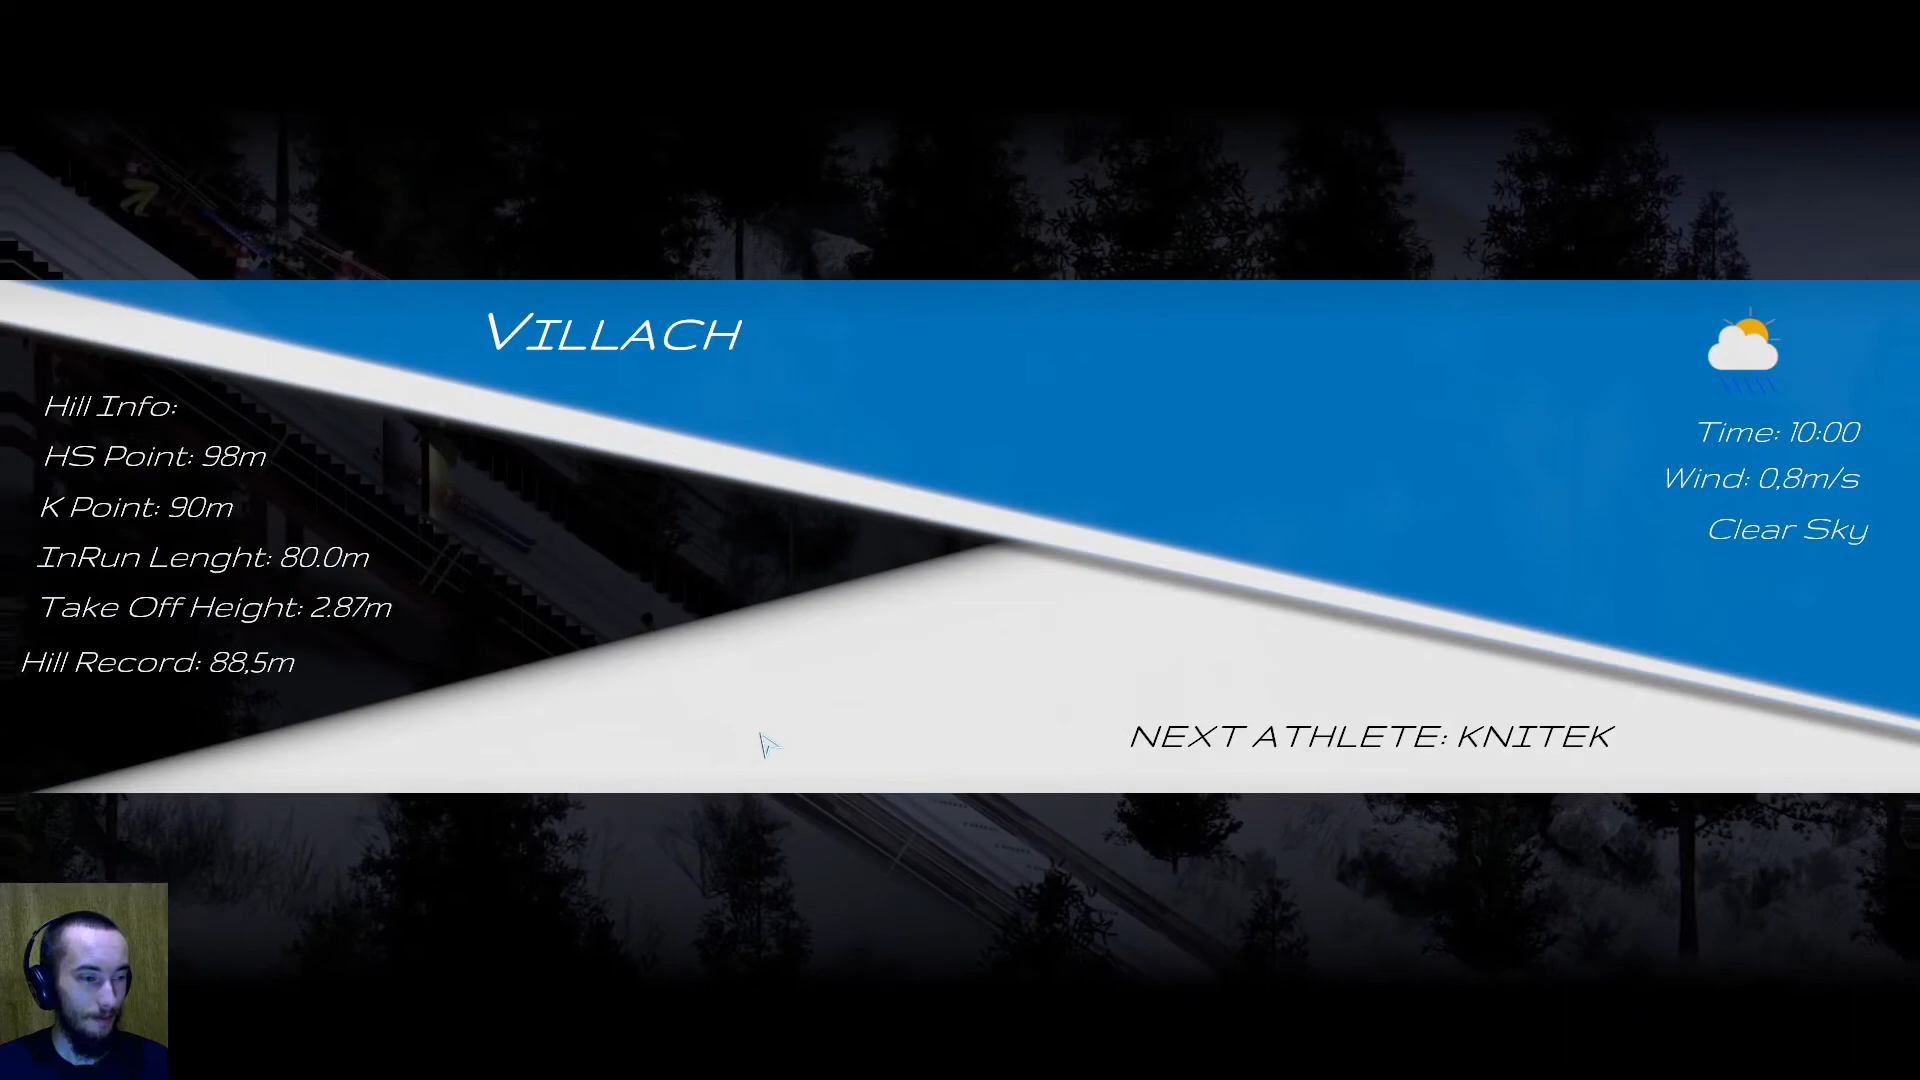 VILLACH
Hill Info:
HS Point: 98m
K Point: 90m
InRun Lenght: 80.0m
Take Off Height: 2.87m
Hill Record: 88,5m
Time: 10:00
Wind: 0,8m/s
Clear Sky
NEXT ATHLETE: KNITEK